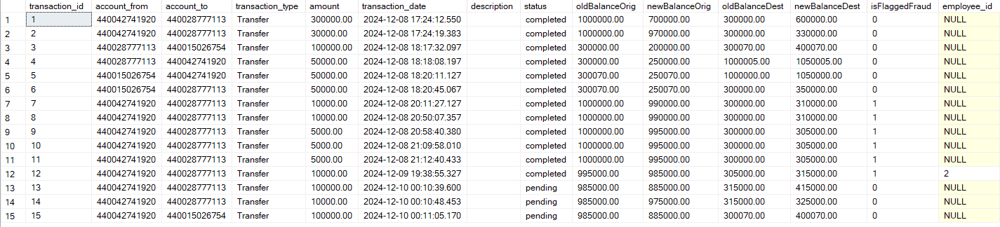 transaction_id account_from account_to transaction_type amount transaction_date description status oldBalanceOrig newBalanceOrig oldBalanceDest newBalanceDest isFlaggedFraud employee_id
1 1 440042741920 440028777113 Transfer 300000.00 2024-12-08 17:24:12.550 completed 1000000.00 700000.00 300000.00 600000.00 0 NULL
2 2 440042741920 440028777113 Transfer 30000.00 2024-12-08 17:24:19.383 completed 1000000.00 970000.00 300000.00 330000.00 0 NULL
3 3 440028777113 440015026754 Transfer 100000.00 2024-12-08 18:17:32.097 completed 300000.00 200000.00 300070.00 400070.00 0 NULL
4 4 440028777113 440042741920 Transfer 50000.00 2024-12-08 18:18:08.197 completed 300000.00 250000.00 1000005.00 1050005.00 0 NULL
5 5 440015026754 440042741920 Transfer 50000.00 2024-12-08 18:20:11.127 completed 300070.00 250070.00 1000000.00 1050000.00 0 NULL
6 6 440015026754 440028777113 Transfer 50000.00 2024-12-08 18:20:45.067 completed 300070.00 250070.00 300000.00 350000.00 0 NULL
7 7 440042741920 440028777113 Transfer 10000.00 2024-12-08 20:11:27.127 completed 1000000.00 990000.00 300000.00 310000.00 1 NULL
8 8 440042741920 440028777113 Transfer 10000.00 2024-12-08 20:50:07.357 completed 1000000.00 990000.00 300000.00 310000.00 1 NULL
9 9 440042741920 440028777113 Transfer 5000.00 2024-12-08 20:58:40.380 completed 1000000.00 995000.00 300000.00 305000.00 1 NULL
10 10 440042741920 440028777113 Transfer 5000.00 2024-12-08 21:09:58.010 completed 1000000.00 995000.00 300000.00 305000.00 1 NULL
11 11 440042741920 440028777113 Transfer 5000.00 2024-12-08 21:12:40.433 completed 1000000.00 995000.00 300000.00 305000.00 1 NULL
12 12 440042741920 440028777113 Transfer 10000.00 2024-12-09 19:38:55.327 completed 995000.00 985000.00 305000.00 315000.00 1 2
13 13 440042741920 440028777113 Transfer 100000.00 2024-12-10 00:10:39.600 pending 985000.00 885000.00 315000.00 415000.00 0 NULL
14 14 440042741920 440028777113 Transfer 10000.00 2024-12-10 00:10:48.453 pending 985000.00 975000.00 315000.00 325000.00 0 NULL
15 15 440042741920 440015026754 Transfer 100000.00 2024-12-10 00:11:05.170 pending 985000.00 885000.00 300070.00 400070.00 0 NULL